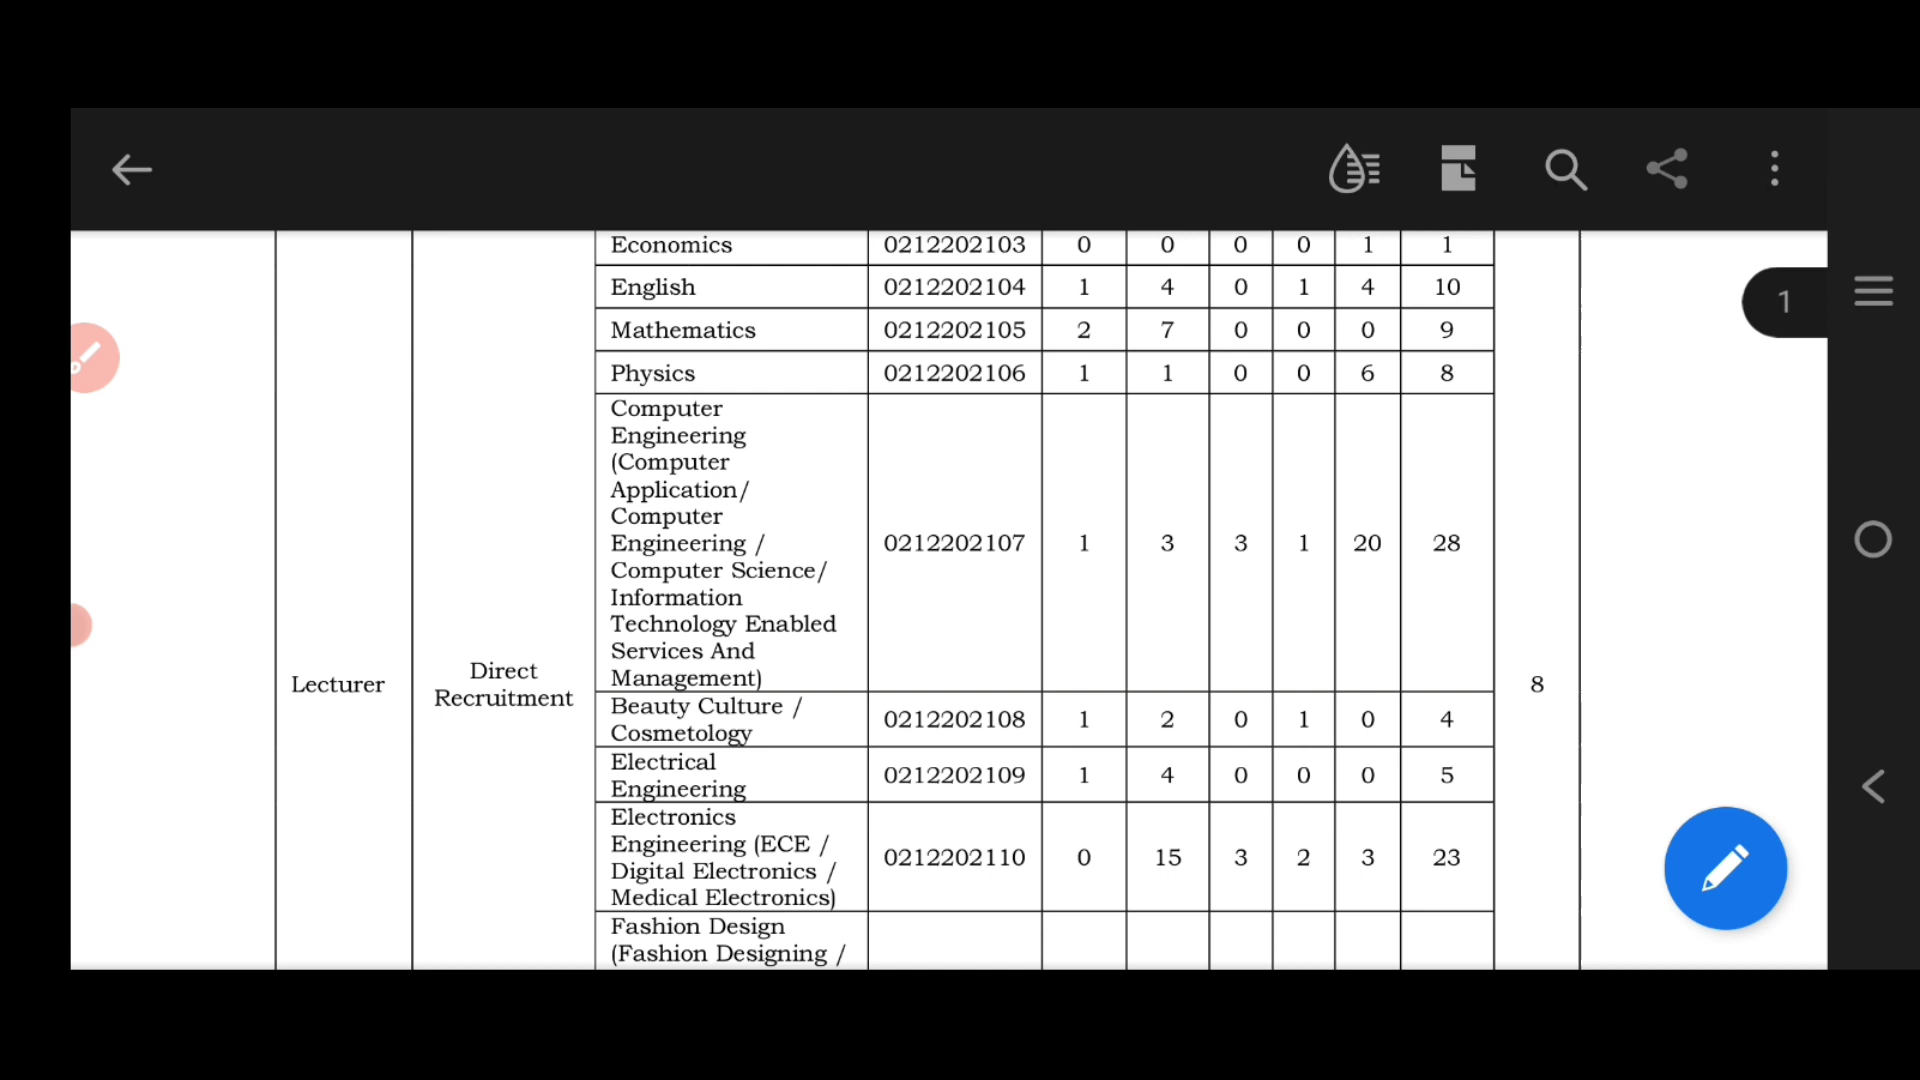 1
Economics 0212202103 0 0 0 0 1 1
English 0212202104 1 4 0 1 4 10
Mathematics 0212202105 2 7 0 0 0 9
Physics 0212202106 1 1 0 0 6 8
Computer
Engineering
(Computer
Application/
Computer
Engineering / 0212202107 1 3 3 1 20 28
Computer Science/
Information
Technology Enabled
Services And
Management)
Lecturer
Direct
Recruitment
8
Beauty Culture /
Cosmetology 0212202108 1 2 0 1 0 4
Electrical
Engineering 0212202109 1 4 0 0 0 5
Electronics
Engineering (ECE /
Digital Electronics /
Medical Electronics) 0212202110 0 15 3 2 3 23
Fashion Design
(Fashion Designing /